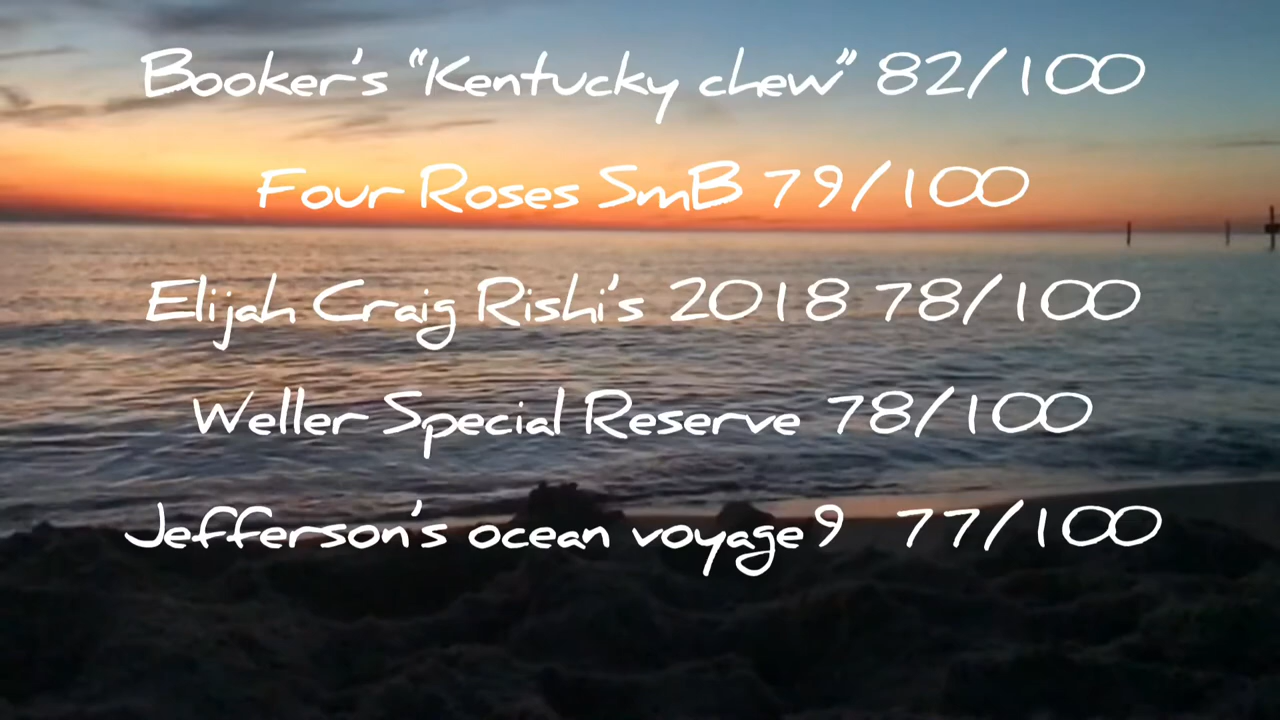 Booker's “Kentucky chew” 82/100
Four Roses SmB 79/100
Elijah Craig Rishi's 2018 78/100
Weller Special Reserve 78/100
Jefferson's ocean voyage 9 77/100